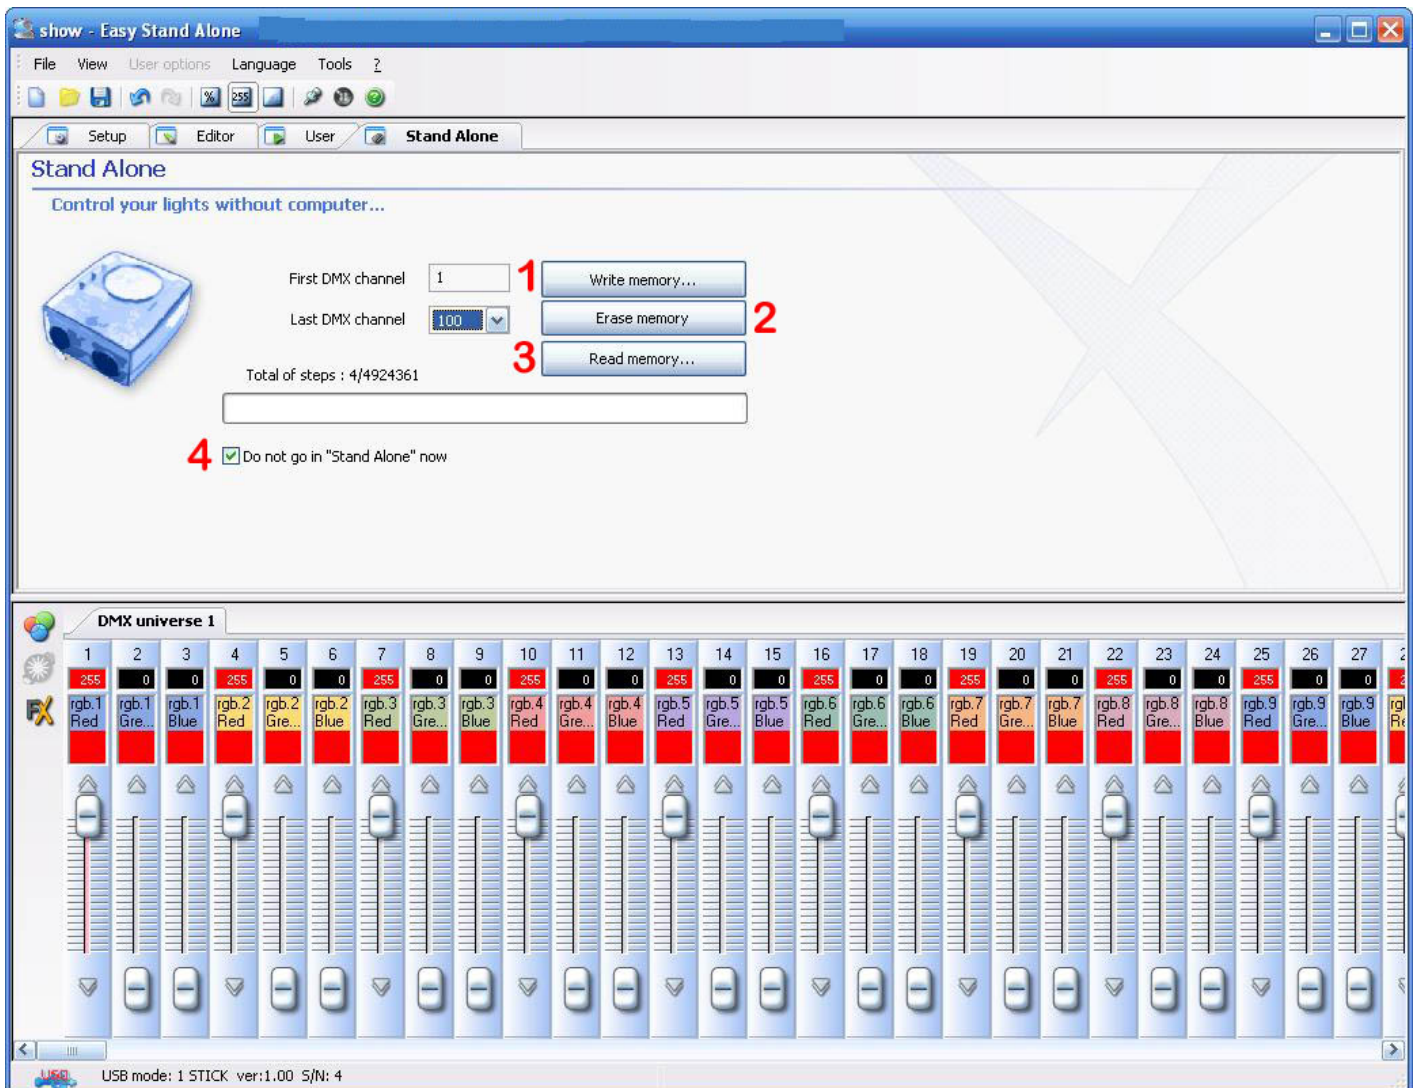 show - Easy Stand Alone
File View User options Language Tools ?
% 255
Setup Editor User Stand Alone
Stand Alone
Control your lights without computer...
First DMX channel 1 1 Write memory...
Last DMX channel 100 Erase memory 2
3 Read memory...
Total of steps : 4/4924361
4 Do not go in "Stand Alone" now
DMX universe 1
1 2 3 4 5 6 7 8 9 10 11 12 13 14 15 16 17 18 19 20 21 22 23 24 25 26 27 2
255 0 0 255 0 0 255 0 0 255 0 0 255 0 0 255 0 0 255 0 0 255 0 0 255 0 0 2
rgb.1 rgb.1 rgb.1 rgb.2 rgb.2 rgb.2 rgb.3 rgb.3 rgb.3 rgb.4 rgb.4 rgb.4 rgb.5 rgb.5 rgb.5 rgb.6 rgb.6 rgb.6 rgb.7 rgb.7 rgb.7 rgb.8 rgb.8 rgb.8 rgb.9 rgb.9 rgb.9 rgl
Red Gre... Blue Red Gre... Blue Red Gre... Blue Red Gre... Blue Red Gre... Blue Red Gre... Blue Red Gre... Blue Red Gre... Blue Red Gre... Blue Re
FX
USB USB mode: 1 STICK ver:1.00 S/N: 4